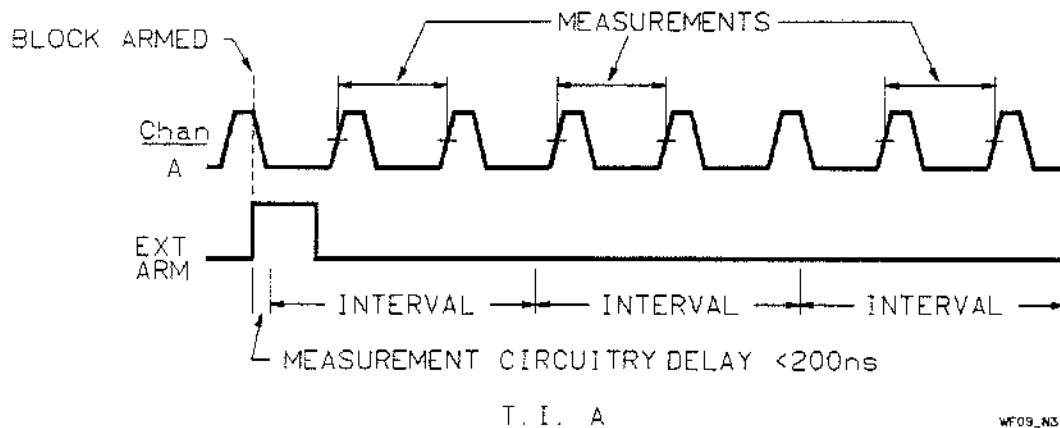 MEASUREMENTS
BLOCK ARMED
Chan
A
EXT
ARM
INTERVAL INTERVAL INTERVAL
MEASUREMENT CIRCUITRY DELAY <200ns
T. I. A
WF09_N3